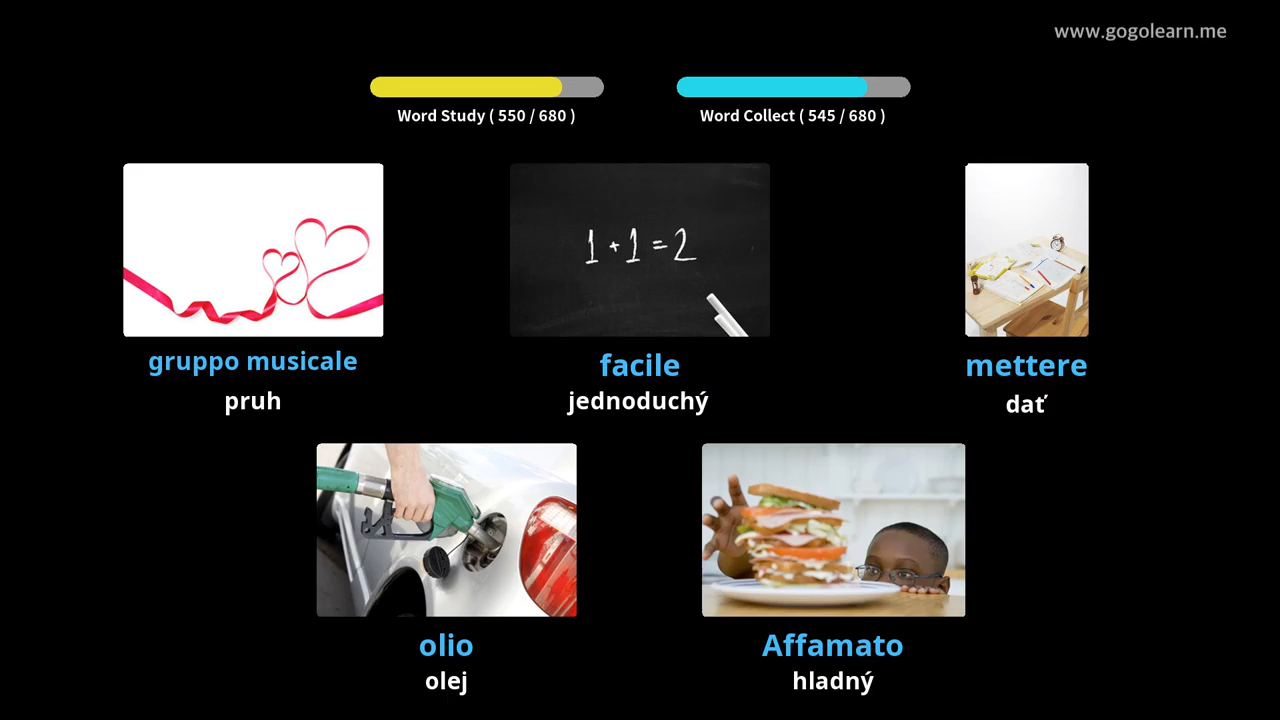 www.gogolearn.me
Word Study ( 550 / 680 )
Word Collect ( 545 / 680 )
1 + 1 = 2
gruppo musicale
pruh
facile
jednoduchý
mettere
dať
olio
olej
Affamato
hladný